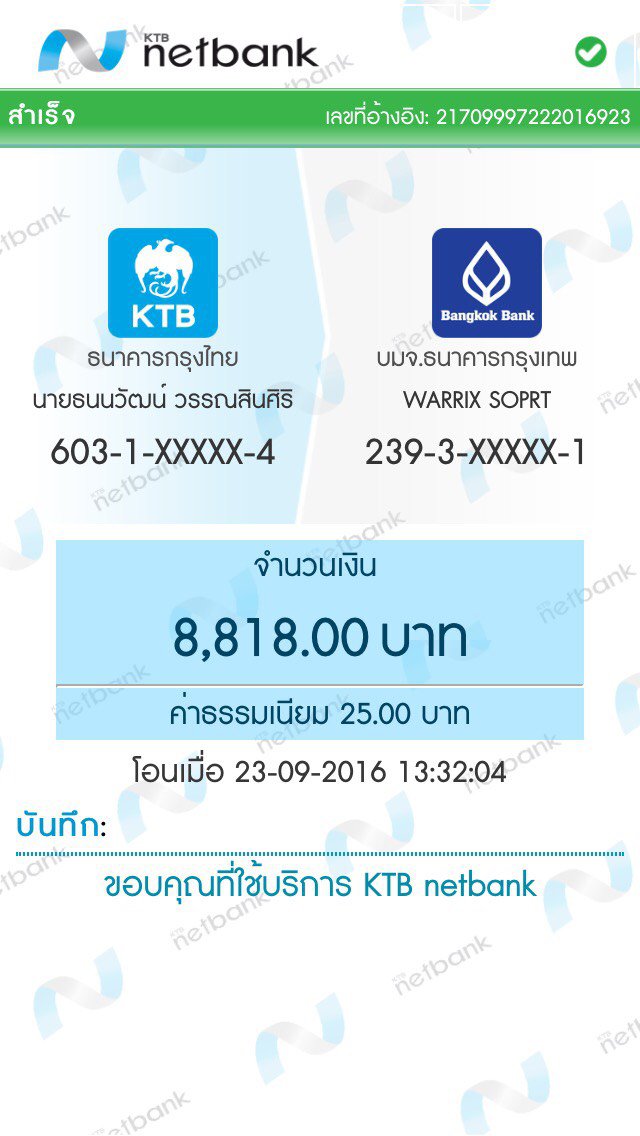 KTB
netbank
สำเร็จ
เลขที่อ้างอิง: 21709997222016923
KTB
Bangkok Bank
ธนาคารกรุงไทย
บมจ.ธนาคารกรุงเทพ
นายธนนวัฒน์ วรรณสินศิริ
WARRIX SOPRT
603-1-XXXXX-4
239-3-XXXXX-1
จำนวนเงิน
8,818.00 บาท
ค่าธรรมเนียม 25.00 บาท
โอนเมื่อ 23-09-2016 13:32:04
บันทึก:
ขอบคุณที่ใช้บริการ KTB netbank